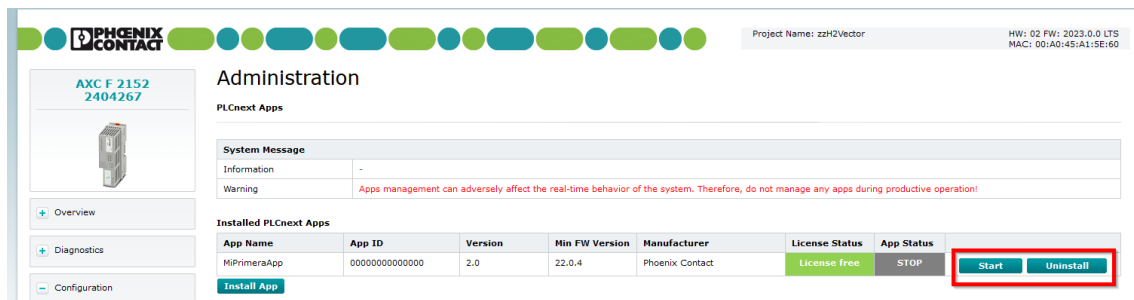 PHŒNIX
CONTACT
Project Name: zzH2Vector
HW: 02 FW: 2023.0.0 LTS
MAC: 00:A0:45:A1:5E:60
AXC F 2152
2404267
Overview
Diagnostics
Configuration
Administration
PLCnext Apps
System Message
Information -
Warning Apps management can adversely affect the real-time behavior of the system. Therefore, do not manage any apps during productive operation!
Installed PLCnext Apps
App Name App ID Version Min FW Version Manufacturer License Status App Status
MiPrimeraApp 00000000000000 2.0 22.0.4 Phoenix Contact License free STOP Start Uninstall
Install App